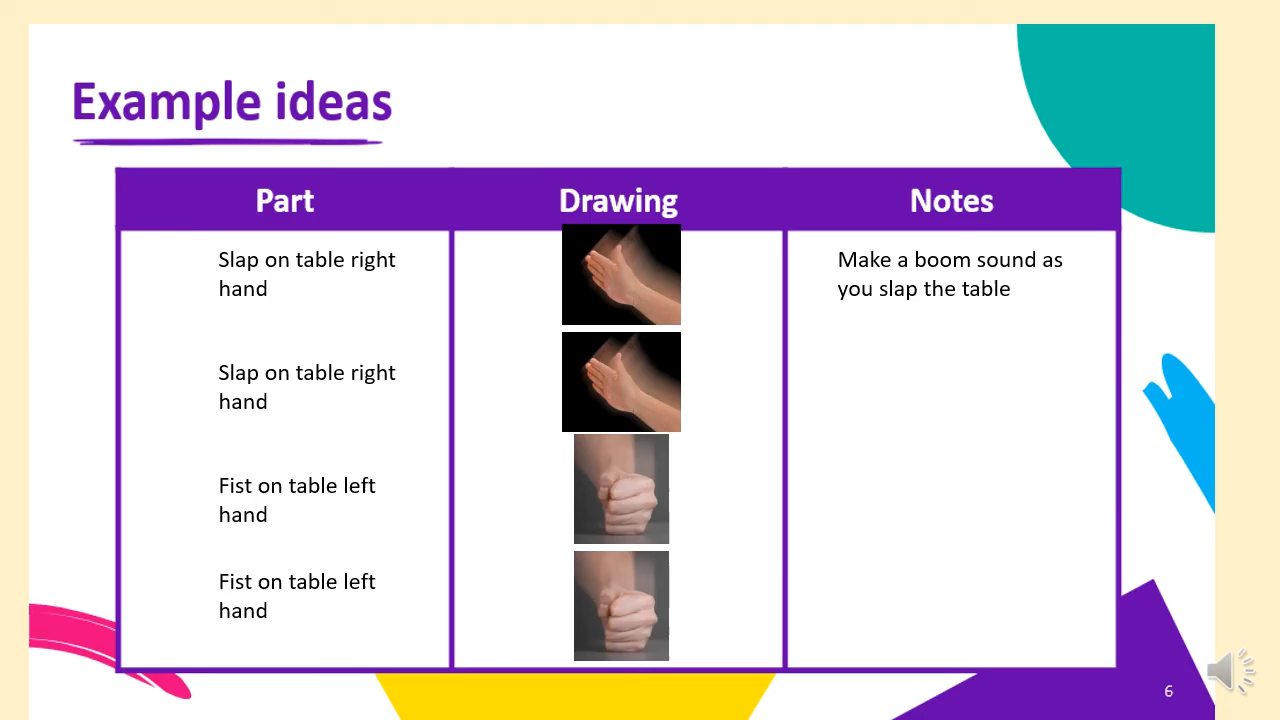 Example ideas
Part
Drawing
Notes
Slap on table right
hand
Make a boom sound as
you slap the table
Slap on table right
hand
Fist on table left
hand
Fist on table left
hand
6